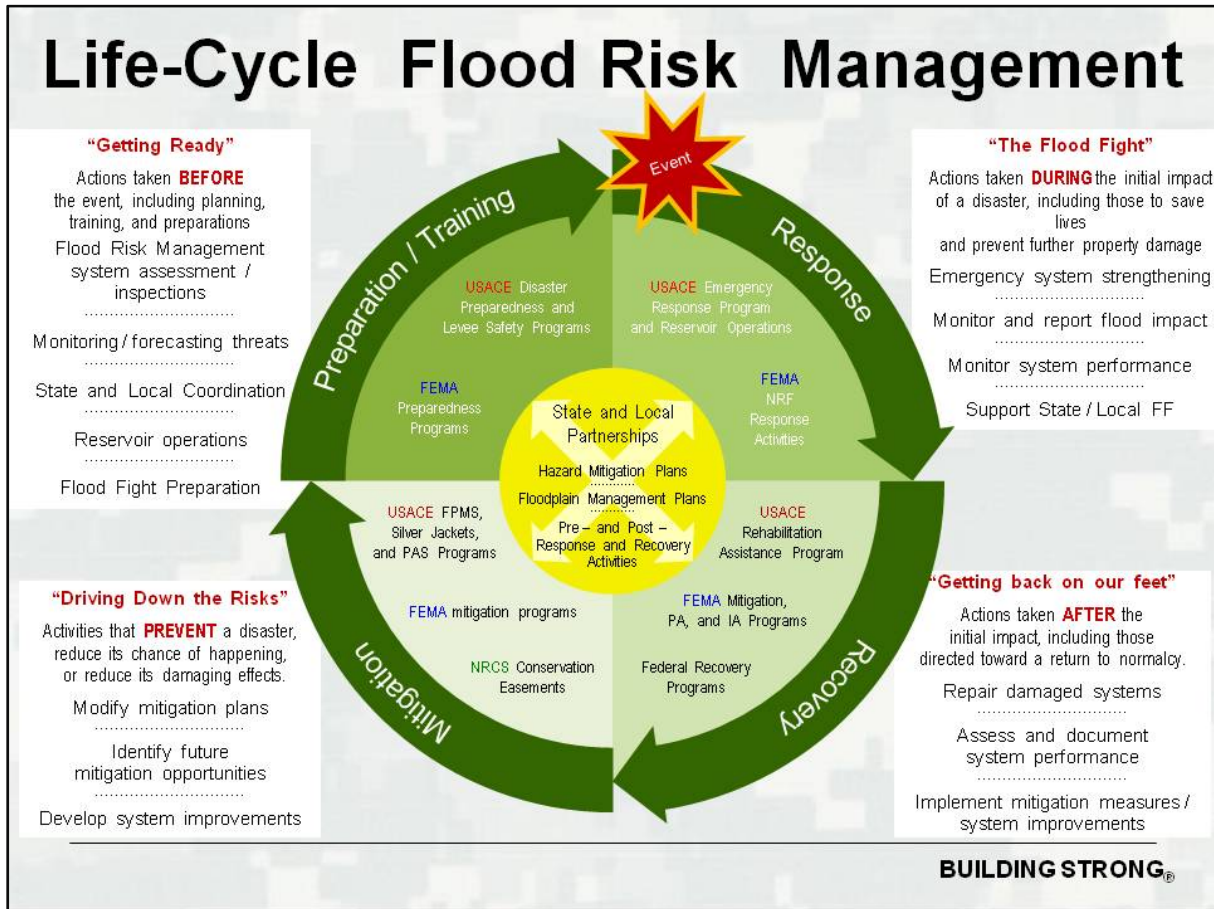 Life-Cycle Flood Risk Management
"Getting Ready"
Actions taken BEFORE
the event, including planning,
training, and preparations
Flood Risk Management
system assessment /
inspections
Monitoring / forecasting threats
State and Local Coordination
Reservoir operations
Flood Fight Preparation
Preparation / Training
USACE Disaster
Preparedness and
Levee Safety Programs
FEMA
Preparedness
Programs
Event
Response
USACE Emergency
Response Program
and Reservoir Operations
FEMA
NRF
Response
Activities
"The Flood Fight"
Actions taken DURING the initial impact
of a disaster, including those to save
lives
and prevent further property damage
Emergency system strengthening
Monitor and report flood impact
Monitor system performance
Support State / Local FF
State and Local
Partnerships
Hazard Mitigation Plans
Floodplain Management Plans
Pre – and Post –
Response and Recovery
Activities
"Driving Down the Risks"
Activities that PREVENT a disaster,
reduce its chance of happening,
or reduce its damaging effects.
Modify mitigation plans
Identify future
mitigation opportunities
Develop system improvements
Mitigation
USACE FPMS,
Silver Jackets,
and PAS Programs
FEMA mitigation programs
NRCS Conservation
Easements
USACE
Rehabilitation
Assistance Program
FEMA Mitigation,
PA, and IA Programs
Federal Recovery
Programs
Recovery
"Getting back on our feet"
Actions taken AFTER the
initial impact, including those
directed toward a return to normalcy.
Repair damaged systems
Assess and document
system performance
Implement mitigation measures /
system improvements
BUILDING STRONG®